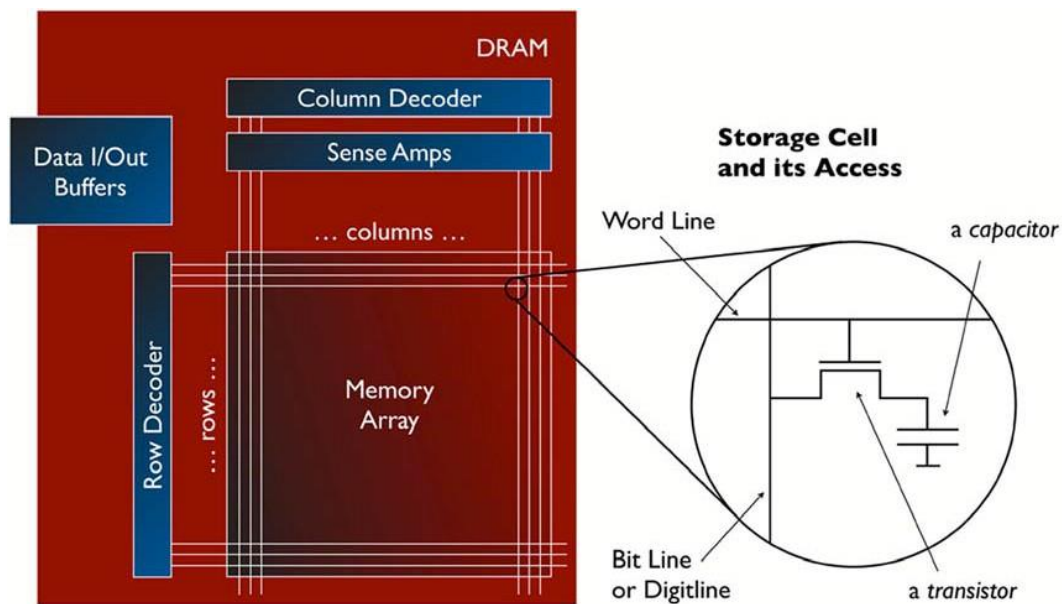 DRAM
Column Decoder
Sense Amps
Data I/Out
Buffers
... columns ...
Row Decoder
... rows ...
Memory
Array
Storage Cell
and its Access
Word Line
a capacitor
Bit Line
or Digitline
a transistor